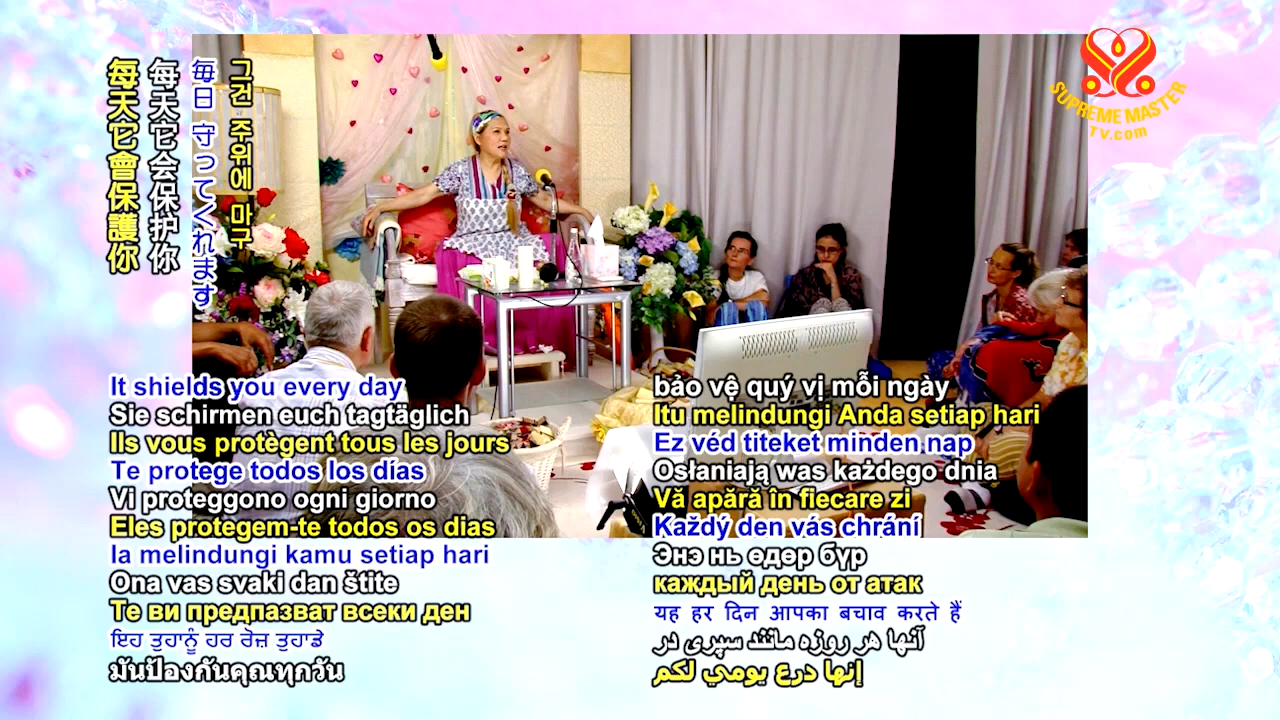 每天它會保護你
每天它会保护你
毎日 守ってくれます
그건 주위에 마구
SUPREME MASTER
TV.com
It shields you every day
Sie schirmen euch tagtäglich
Ils vous protègent tous les jours
Te protege todos los días
Vi proteggono ogni giorno
Eles protegem-te todos os dias
Ia melindungi kamu setiap hari
Ona vas svaki dan štite
Те ви предпазват всеки ден
ਇਹ ਤੁਹਾਨੂੰ ਹਰ ਰੋਜ਼ ਤੁਹਾਡੇ
มันป้องกันคุณทุกวัน
bảo vệ quý vị mỗi ngày
Itu melindungi Anda setiap hari
Ez véd titeket minden nap
Osłaniają was każdego dnia
Vă apără în fiecare zi
Každý den vás chrání
Энэ нь өдөр бүр
каждый день от атак
यह हर दिन आपका बचाव करते हैं
آنها هر روزه مانند سپری در
إنها درع يومي لكم